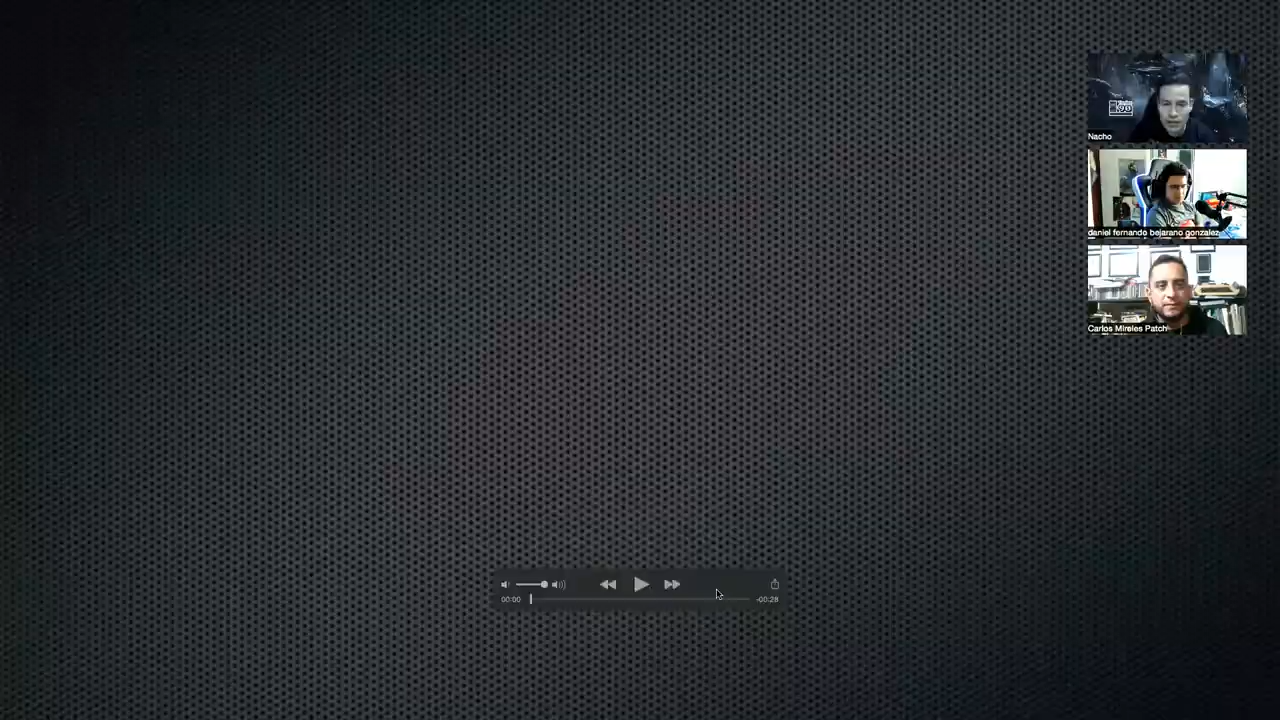 Nacho
daniel fernando bejarano gonzalez
Carlos Mireles Patch
00:00
-00:28